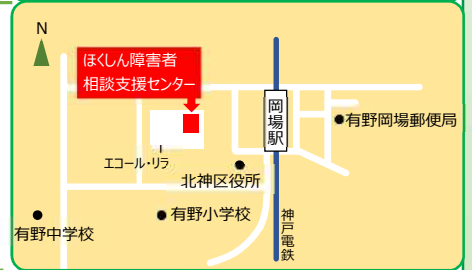 N
ほくしん障害者
相談支援センター
岡場駅
有野岡場郵便局
エコール・リラ
北神区役所
有野小学校
有野中学校
神戸電鉄